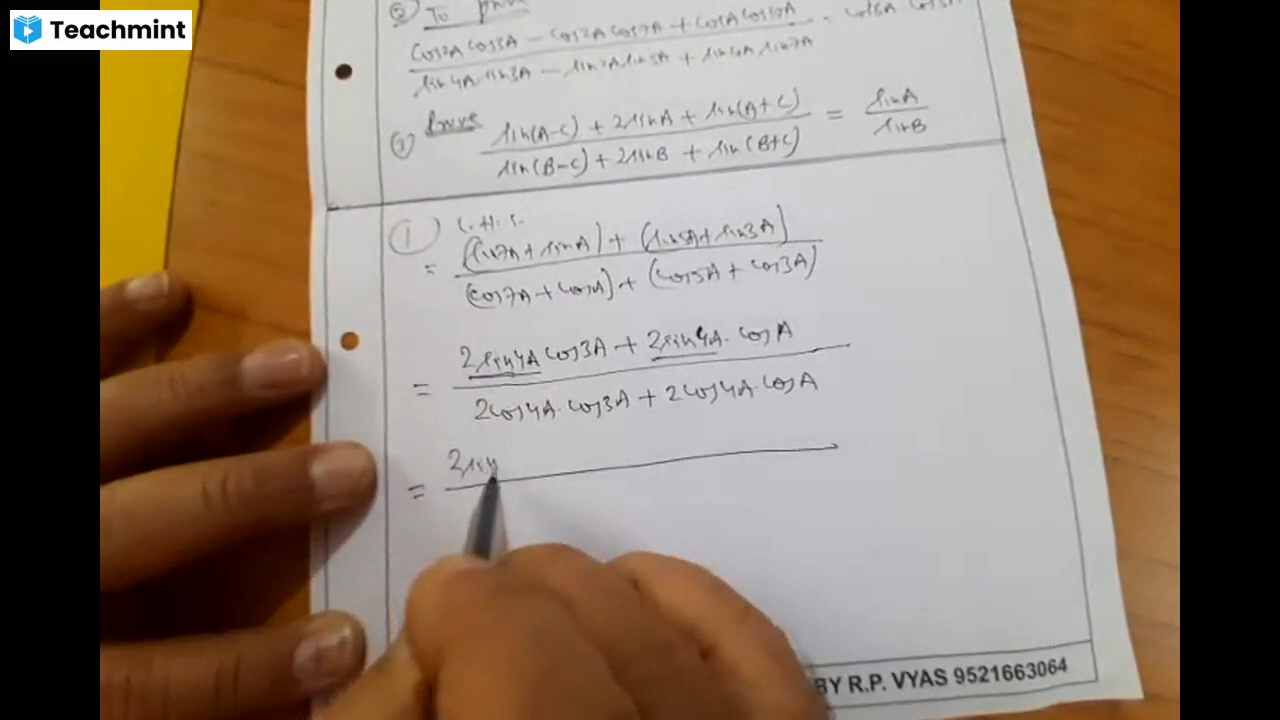 Teachmint
② To prove
cos2A cos3A - cos2A cos7A + cosA cos10A
sin4A sin3A - sin2A sin5A + sin4A sin7A
③ Prove sin(A-C) + 2sinA + sin(A+C) = sinA
sin(B-C) + 2sinB + sin(B+C) sinB
① L.H.S.
= (sin7A + sinA) + (sin5A + sin3A)
(cos7A + cosA) + (cos5A + cos3A)
= 2sin4A cos3A + 2sin4A . cosA
2cos4A . cos3A + 2cos4A . cosA
= 2sin
BY R.P. VYAS 9521663064